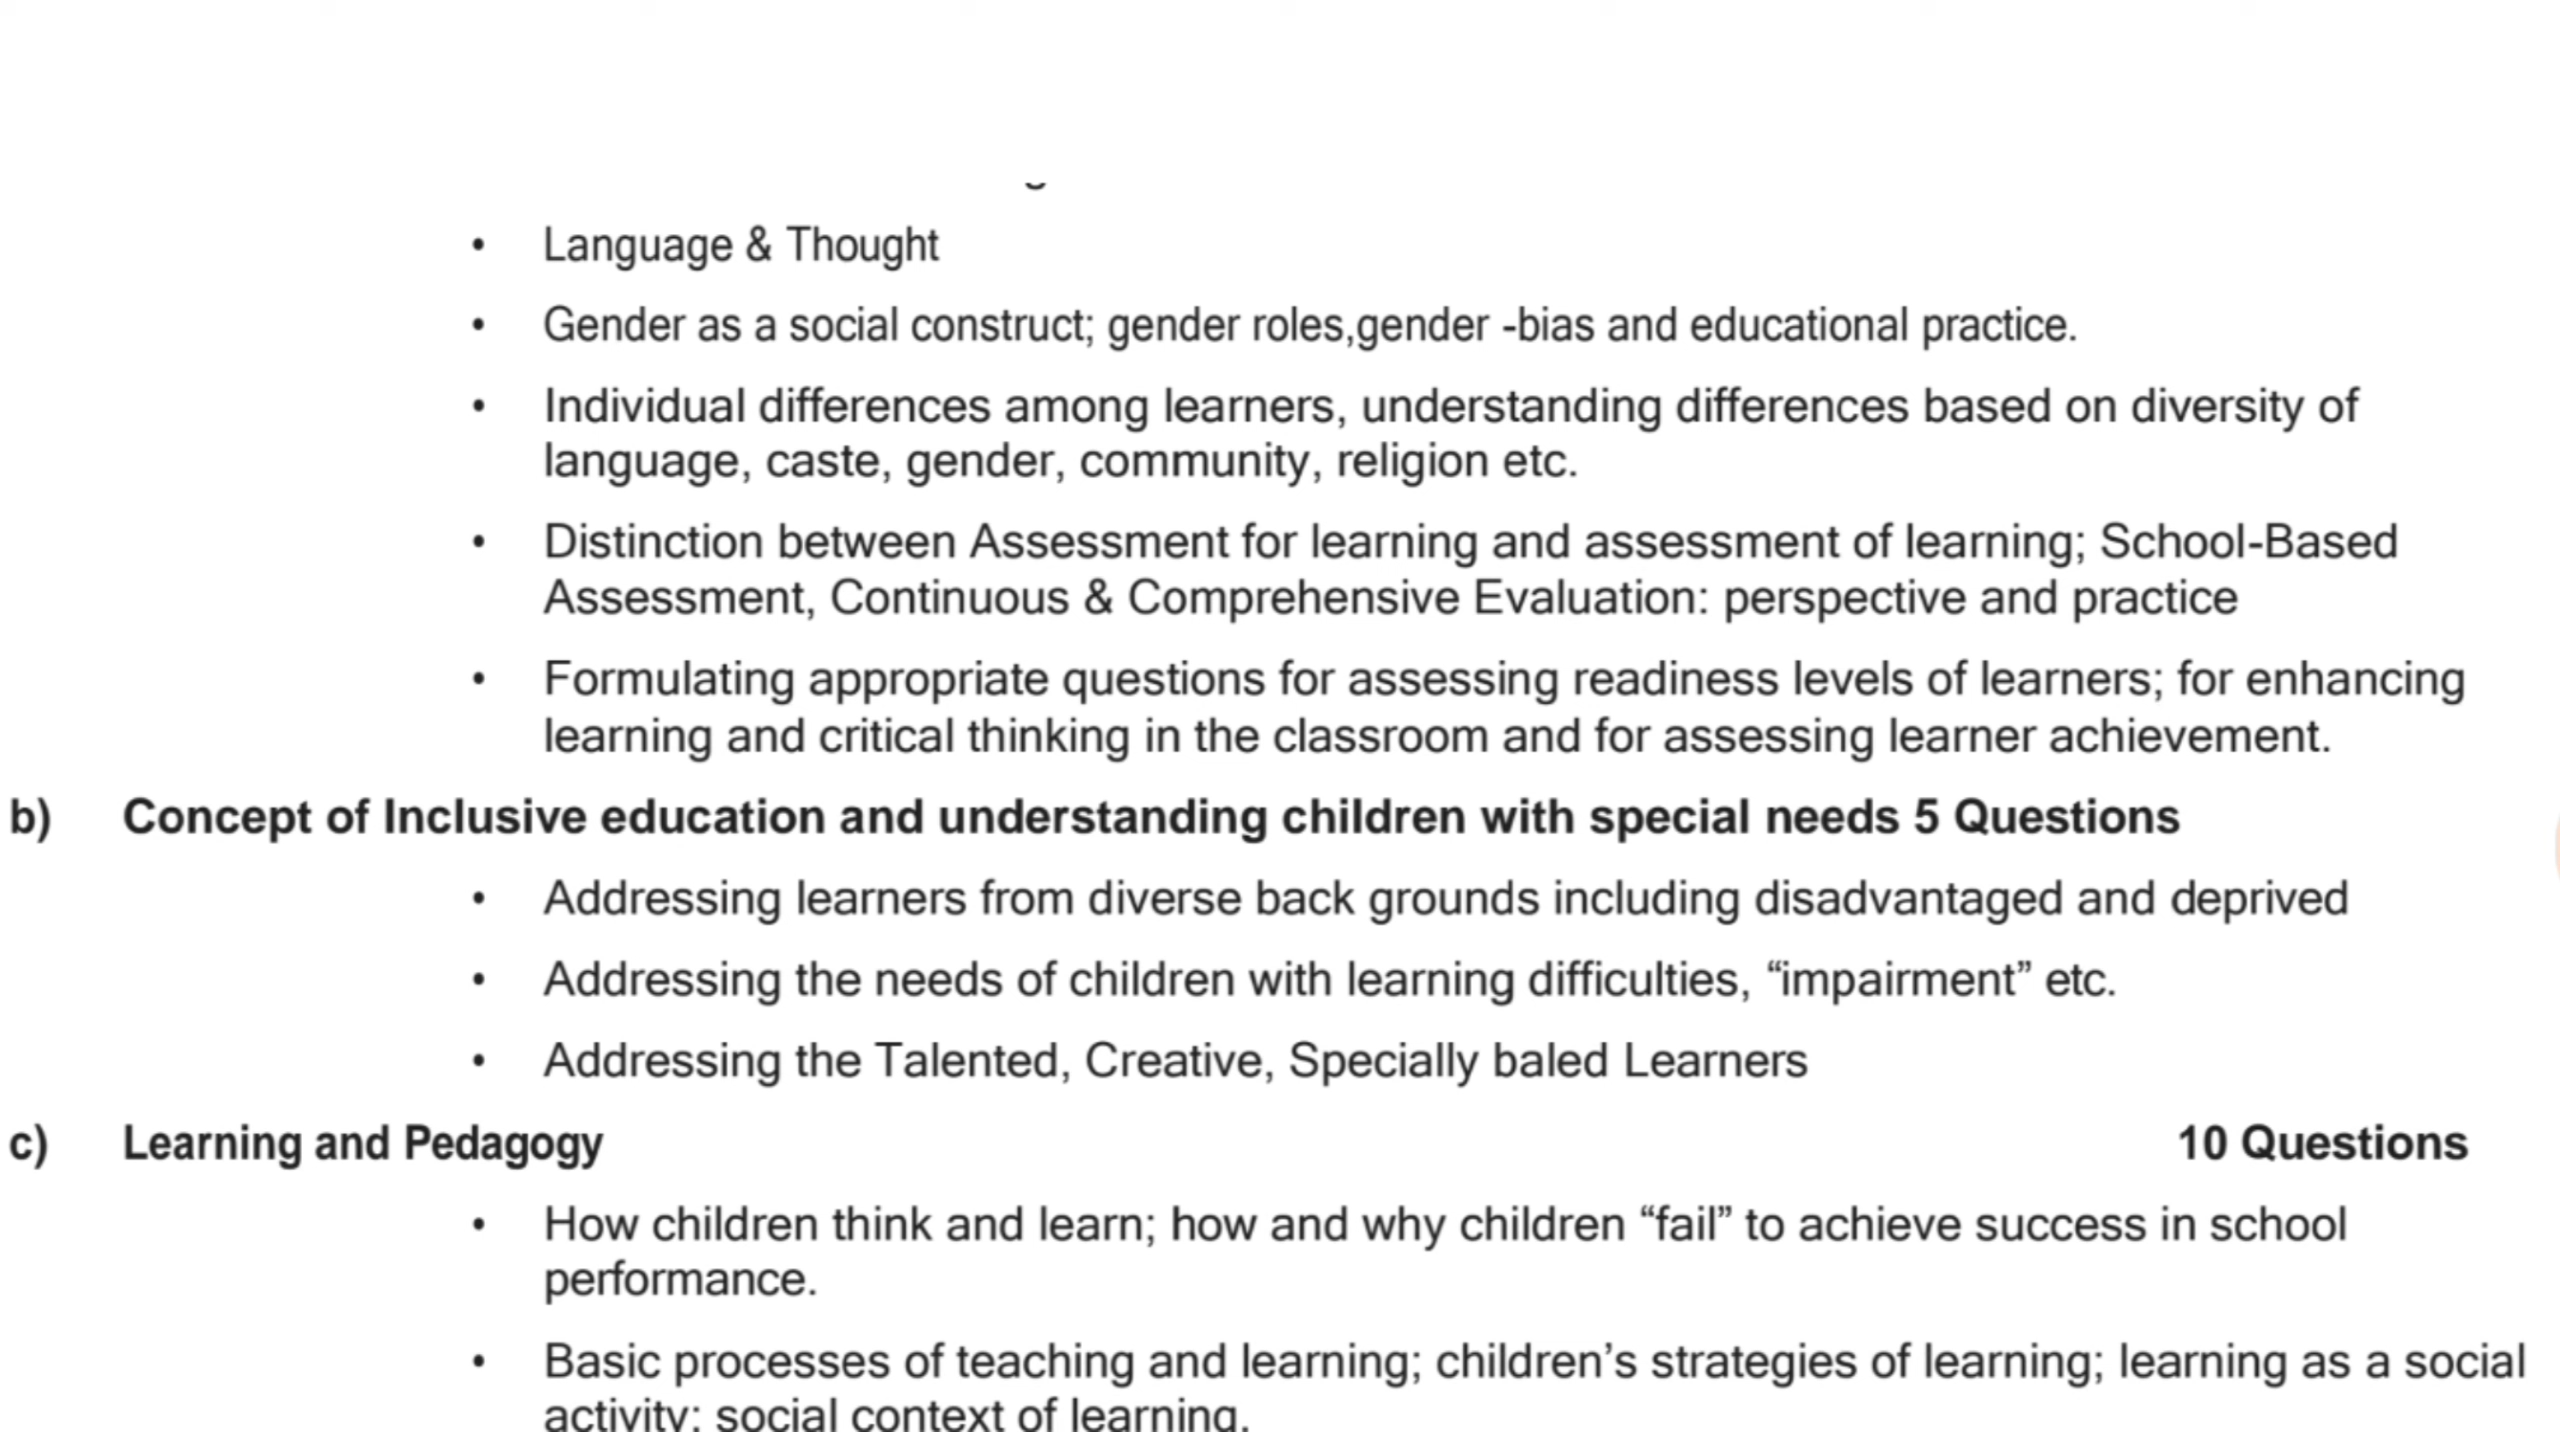 • Language & Thought
• Gender as a social construct; gender roles,gender -bias and educational practice.
• Individual differences among learners, understanding differences based on diversity of
language, caste, gender, community, religion etc.
• Distinction between Assessment for learning and assessment of learning; School-Based
Assessment, Continuous & Comprehensive Evaluation: perspective and practice
• Formulating appropriate questions for assessing readiness levels of learners; for enhancing
learning and critical thinking in the classroom and for assessing learner achievement.
b) Concept of Inclusive education and understanding children with special needs 5 Questions
• Addressing learners from diverse back grounds including disadvantaged and deprived
• Addressing the needs of children with learning difficulties, “impairment” etc.
• Addressing the Talented, Creative, Specially baled Learners
c) Learning and Pedagogy 10 Questions
• How children think and learn; how and why children “fail” to achieve success in school
performance.
• Basic processes of teaching and learning; children’s strategies of learning; learning as a social
activity; social context of learning.